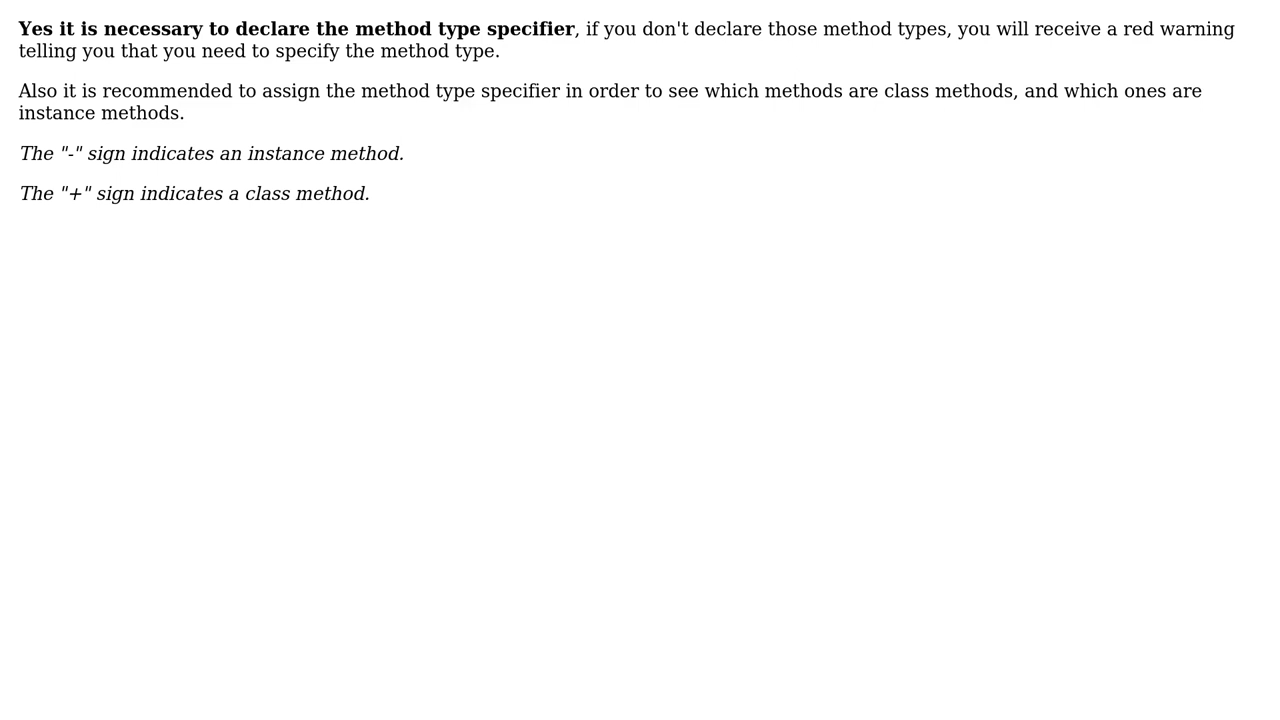 Yes it is necessary to declare the method type specifier, if you don't declare those method types, you will receive a red warning
telling you that you need to specify the method type.
Also it is recommended to assign the method type specifier in order to see which methods are class methods, and which ones are
instance methods.
The "-" sign indicates an instance method.
The "+" sign indicates a class method.